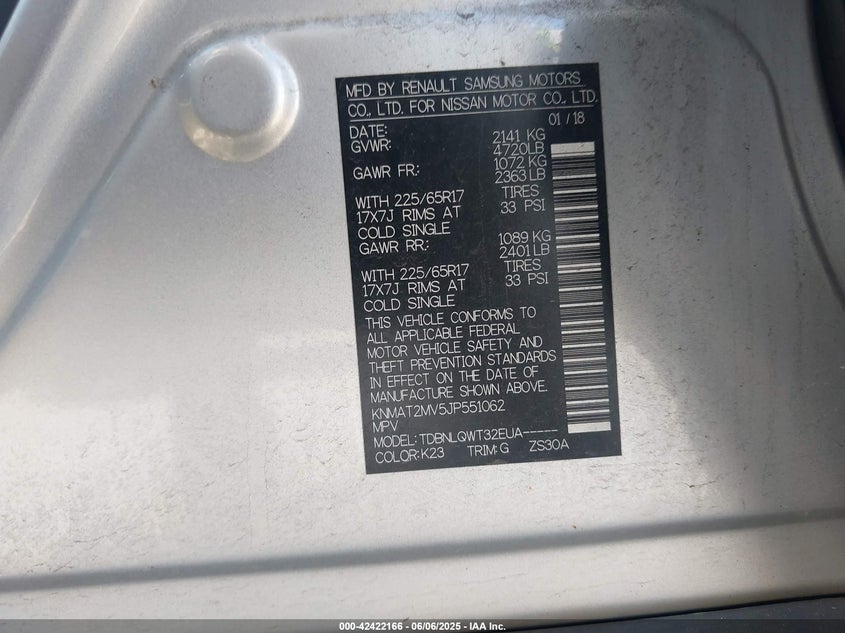 MFD BY RENAULT SAMSUNG MOTORS
CO., LTD. FOR NISSAN MOTOR CO., LTD.
DATE: 01 / 18
GVWR: 2141 KG
4720LB
GAWR FR: 1072 KG
2363 LB
WITH 225/65R17 TIRES
17X7J RIMS AT 33 PSI
COLD SINGLE
GAWR RR: 1089 KG
2401 LB
WITH 225/65R17 TIRES
17X7J RIMS AT 33 PSI
COLD SINGLE
THIS VEHICLE CONFORMS TO
ALL APPLICABLE FEDERAL
MOTOR VEHICLE SAFETY AND
THEFT PREVENTION STANDARDS
IN EFFECT ON THE DATE OF
MANUFACTURE SHOWN ABOVE.
KNMAT2MV5JP551062
MPV
MODEL:TDBNLQWT32EUA-----
COLOR:K23 TRIM:G ZS30A
000-42422166 - 06/06/2025 - IAA Inc.